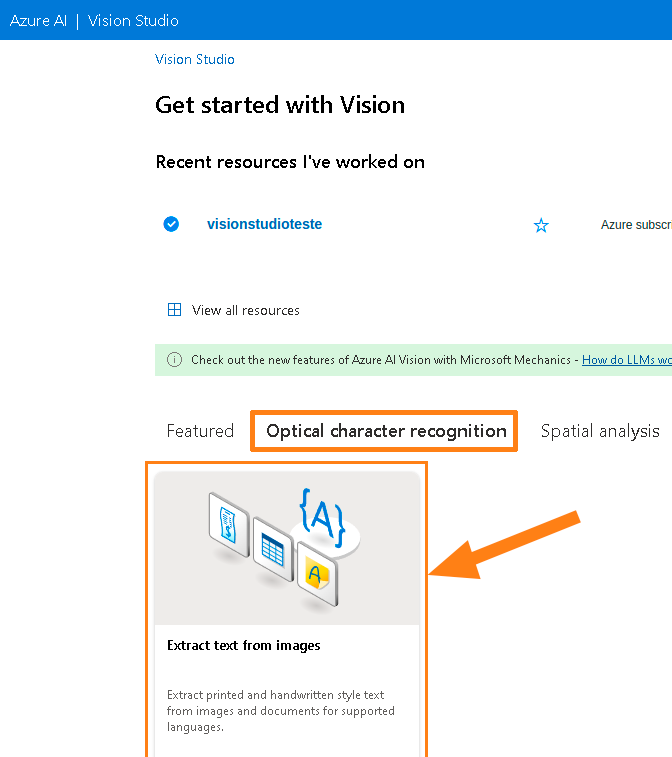 Azure AI | Vision Studio
Vision Studio
Get started with Vision
Recent resources I've worked on
visionstudioteste
Azure subscri
View all resources
Check out the new features of Azure AI Vision with Microsoft Mechanics - How do LLMs wo
Featured Optical character recognition Spatial analysis
{A}
A
Extract text from images
Extract printed and handwritten style text
from images and documents for supported
languages.